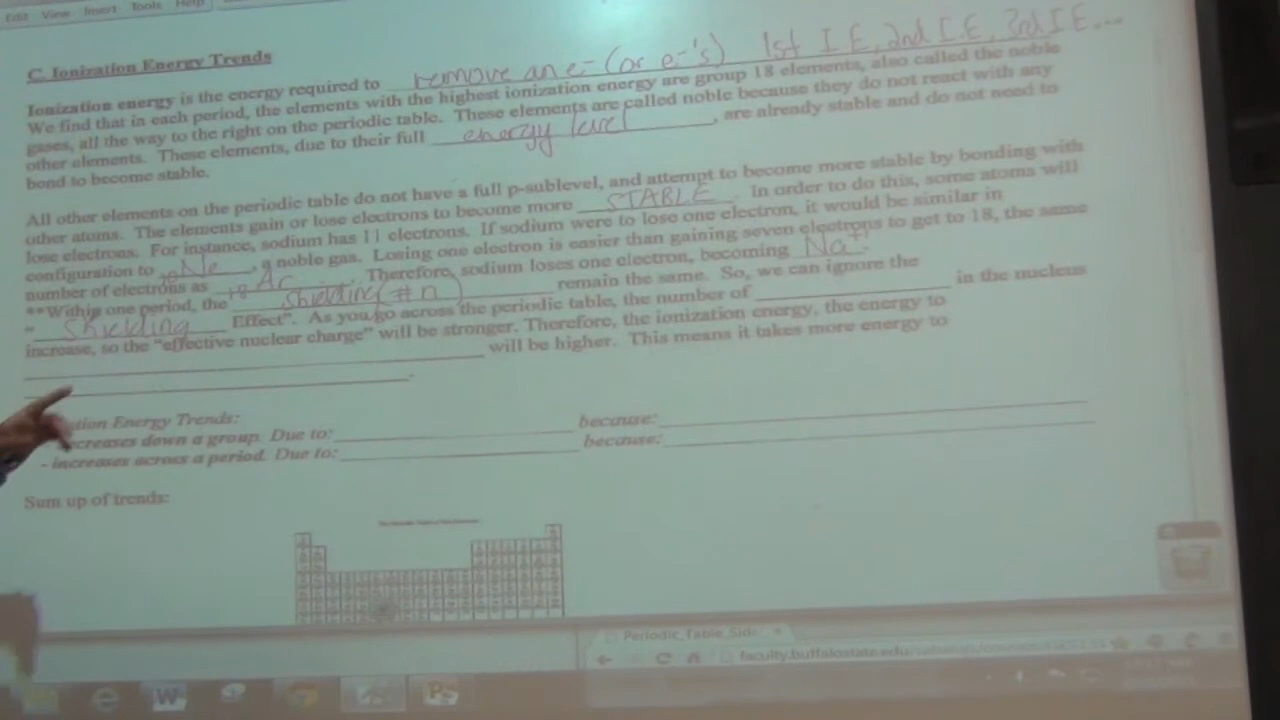 Edit View Insert Tools Help
C. Ionization Energy Trends
Ionization energy is the energy required to remove an e- (or e-'s) 1st I.E, 2nd I.E, 3rd I.E...
We find that in each period, the elements with the highest ionization energy are group 18 elements, also called the noble
gases, all the way to the right on the periodic table. These elements are called noble because they do not react with any
other elements. These elements, due to their full energy level, are already stable and do not need to
bond to become stable.
All other elements on the periodic table do not have a full p-sublevel, and attempt to become more stable by bonding with
other atoms. The elements gain or lose electrons to become more STABLE. In order to do this, some atoms will
lose electrons. For instance, sodium has 11 electrons. If sodium were to lose one electron, it would be similar in
configuration to Ne, a noble gas. Losing one electron is easier than gaining seven electrons to get to 18, the same
number of electrons as 18 Ar. Therefore, sodium loses one electron, becoming Na+.
**Within one period, the shielding (#n) remain the same. So, we can ignore the
"Shielding Effect". As you go across the periodic table, the number of in the nucleus
increase, so the "effective nuclear charge" will be stronger. Therefore, the ionization energy, the energy to
will be higher. This means it takes more energy to
.
Energy Trends:
down a group. Due to: because:
- increases across a period. Due to: because:
Sum up of trends:
Periodic_Table_Side
faculty.buffalostate.edu